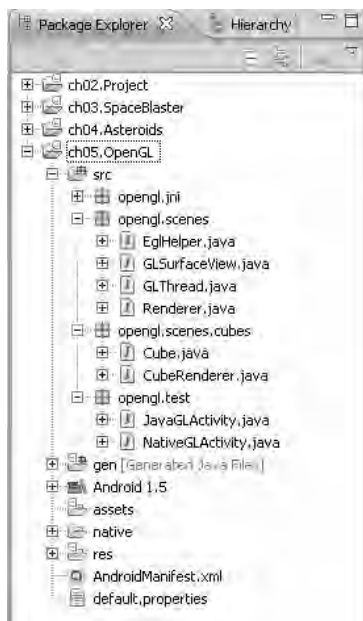 Package Explorer
Hierarchy
ch02.Project
ch03.SpaceBlaster
ch04.Asteroids
ch05.OpenGL
src
opengl.jni
opengl.scenes
EglHelper.java
GLSurfaceView.java
GLThread.java
Renderer.java
opengl.scenes.cubes
Cube.java
CubeRenderer.java
opengl.test
JavaGLActivity.java
NativeGLActivity.java
gen [Generated Java Files]
Android 1.5
assets
native
res
AndroidManifest.xml
default.properties